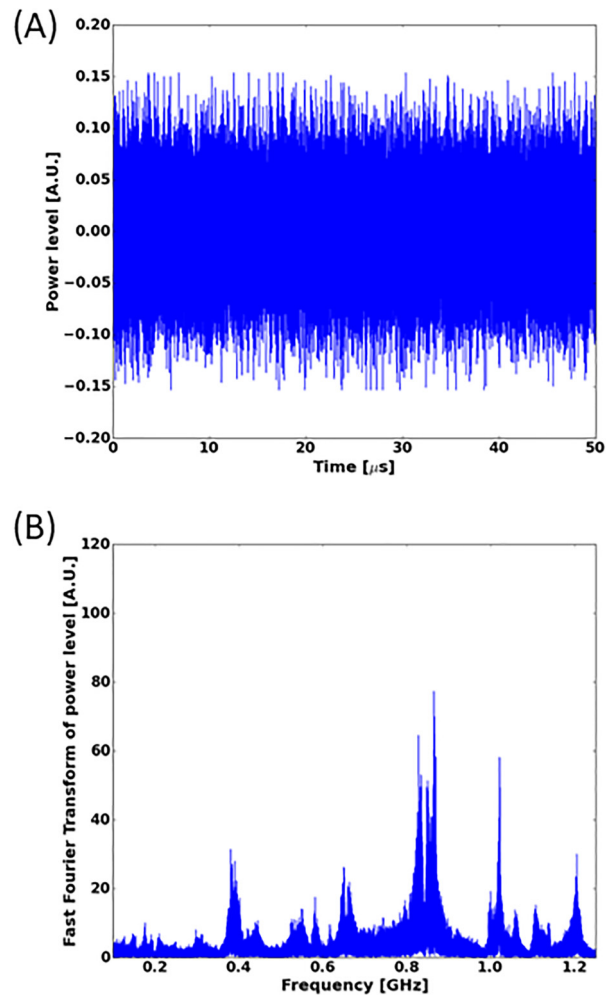 (A)
0.20
0.15
0.10
0.05
0.00
−0.05
−0.10
−0.15
−0.20
Power level [A.U.]
0 10 20 30 40 50
Time [μs]
(B)
120
100
80
60
40
20
0
Fast Fourier Transform of power level [A.U.]
0.2 0.4 0.6 0.8 1.0 1.2
Frequency [GHz]